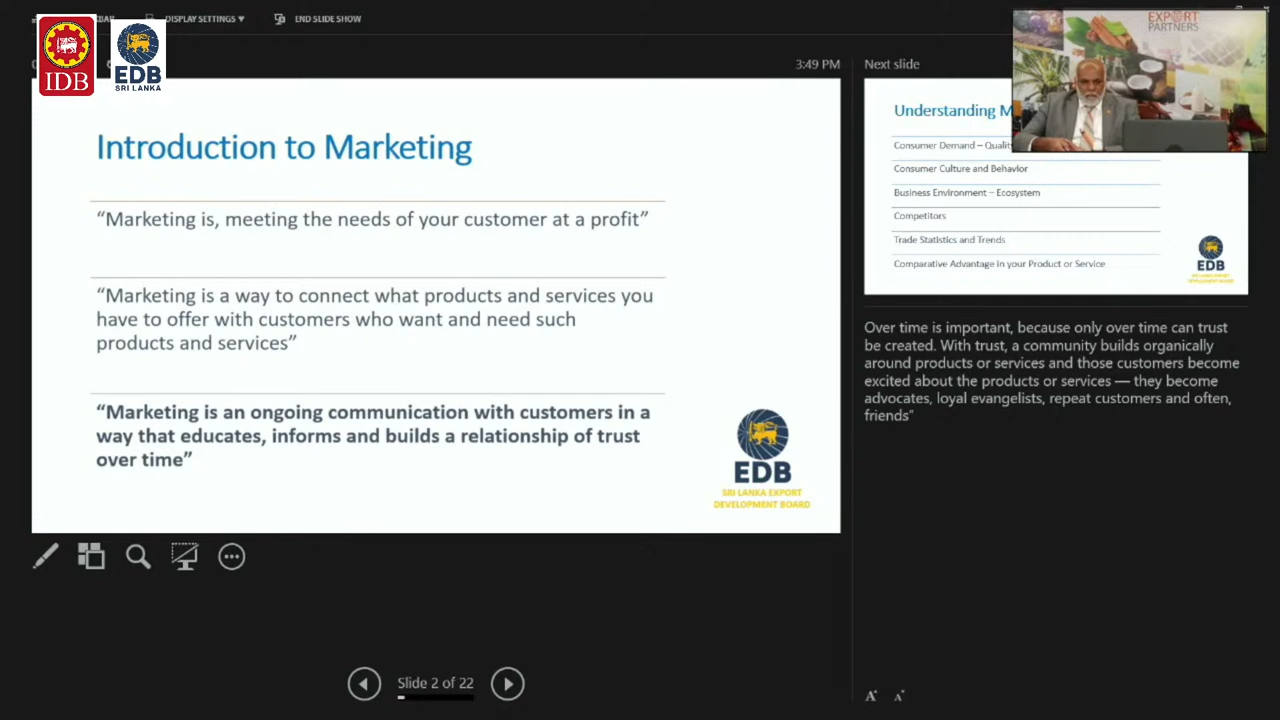 DISPLAY SETTINGS ▼
END SLIDE SHOW
IDB
EDB
SRI LANKA
3:49 PM
Introduction to Marketing
“Marketing is, meeting the needs of your customer at a profit”
“Marketing is a way to connect what products and services you
have to offer with customers who want and need such
products and services”
“Marketing is an ongoing communication with customers in a
way that educates, informs and builds a relationship of trust
over time”
EDB
SRI LANKA EXPORT
DEVELOPMENT BOARD
Slide 2 of 22
Next slide
EXPORT
PARTNERS
Understanding M
Consumer Demand – Quality
Consumer Culture and Behavior
Business Environment – Ecosystem
Competitors
Trade Statistics and Trends
Comparative Advantage in your Product or Service
EDB
SRI LANKA EXPORT
DEVELOPMENT BOARD
Over time is important, because only over time can trust
be created. With trust, a community builds organically
around products or services and those customers become
excited about the products or services — they become
advocates, loyal evangelists, repeat customers and often,
friends”
A A